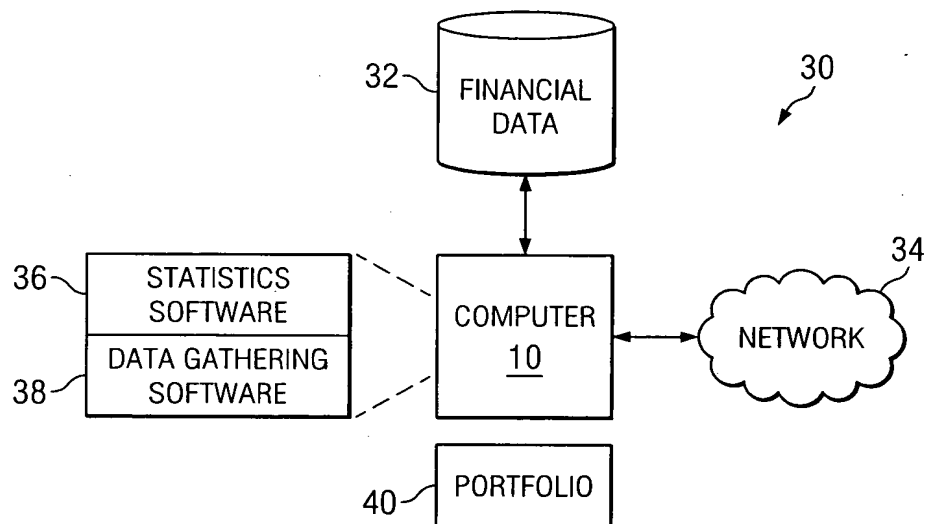 32
FINANCIAL
DATA
30
36
STATISTICS
SOFTWARE
38
DATA GATHERING
SOFTWARE
COMPUTER
10
34
NETWORK
40
PORTFOLIO